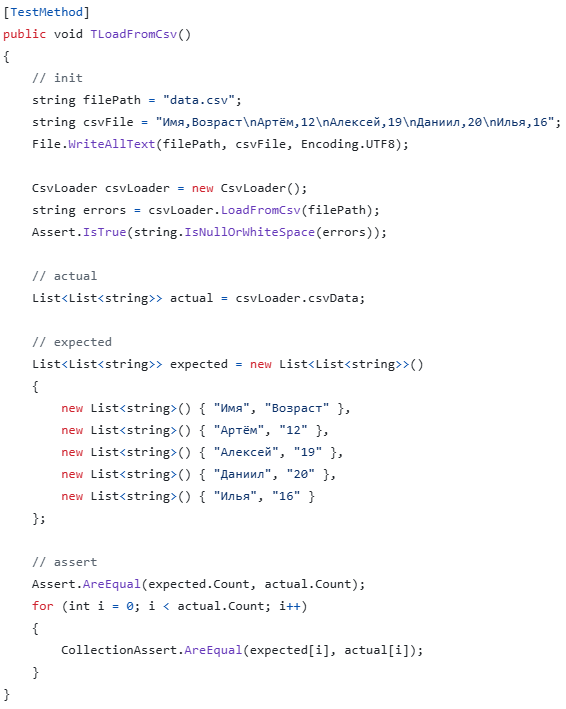 [TestMethod]
public void TLoadFromCsv()
{
    // init
    string filePath = "data.csv";
    string csvFile = "Имя,Возраст\nАртём,12\nАлексей,19\nДаниил,20\nИлья,16";
    File.WriteAllText(filePath, csvFile, Encoding.UTF8);

    CsvLoader csvLoader = new CsvLoader();
    string errors = csvLoader.LoadFromCsv(filePath);
    Assert.IsTrue(string.IsNullOrWhiteSpace(errors));

    // actual
    List<List<string>> actual = csvLoader.csvData;

    // expected
    List<List<string>> expected = new List<List<string>>()
    {
        new List<string>() { "Имя", "Возраст" },
        new List<string>() { "Артём", "12" },
        new List<string>() { "Алексей", "19" },
        new List<string>() { "Даниил", "20" },
        new List<string>() { "Илья", "16" }
    };

    // assert
    Assert.AreEqual(expected.Count, actual.Count);
    for (int i = 0; i < actual.Count; i++)
    {
        CollectionAssert.AreEqual(expected[i], actual[i]);
    }
}